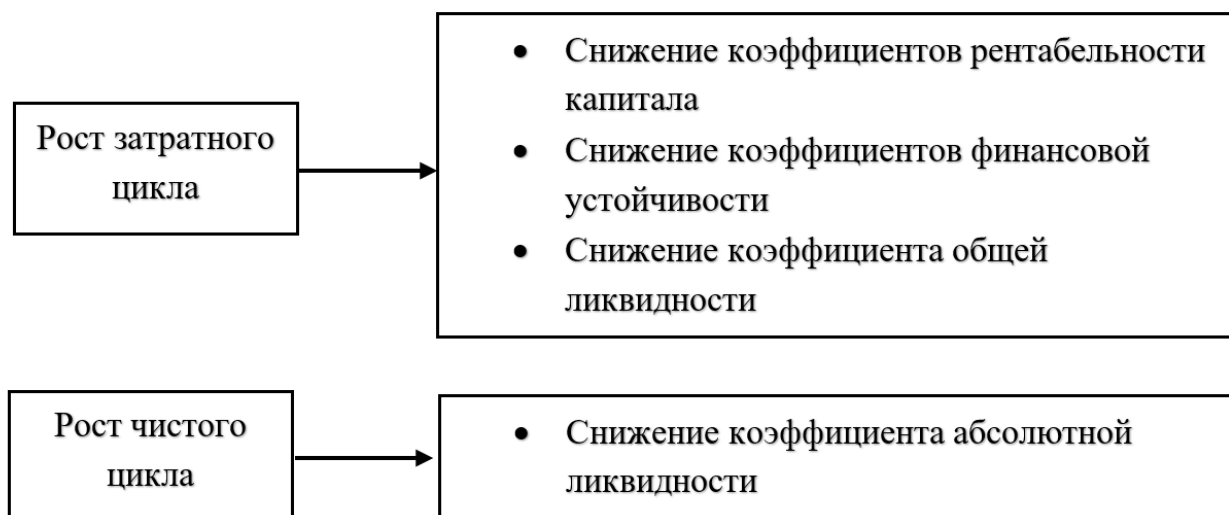 Рост затратного
цикла
• Снижение коэффициентов рентабельности
капитала
• Снижение коэффициентов финансовой
устойчивости
• Снижение коэффициента общей
ликвидности
Рост чистого
цикла
• Снижение коэффициента абсолютной
ликвидности